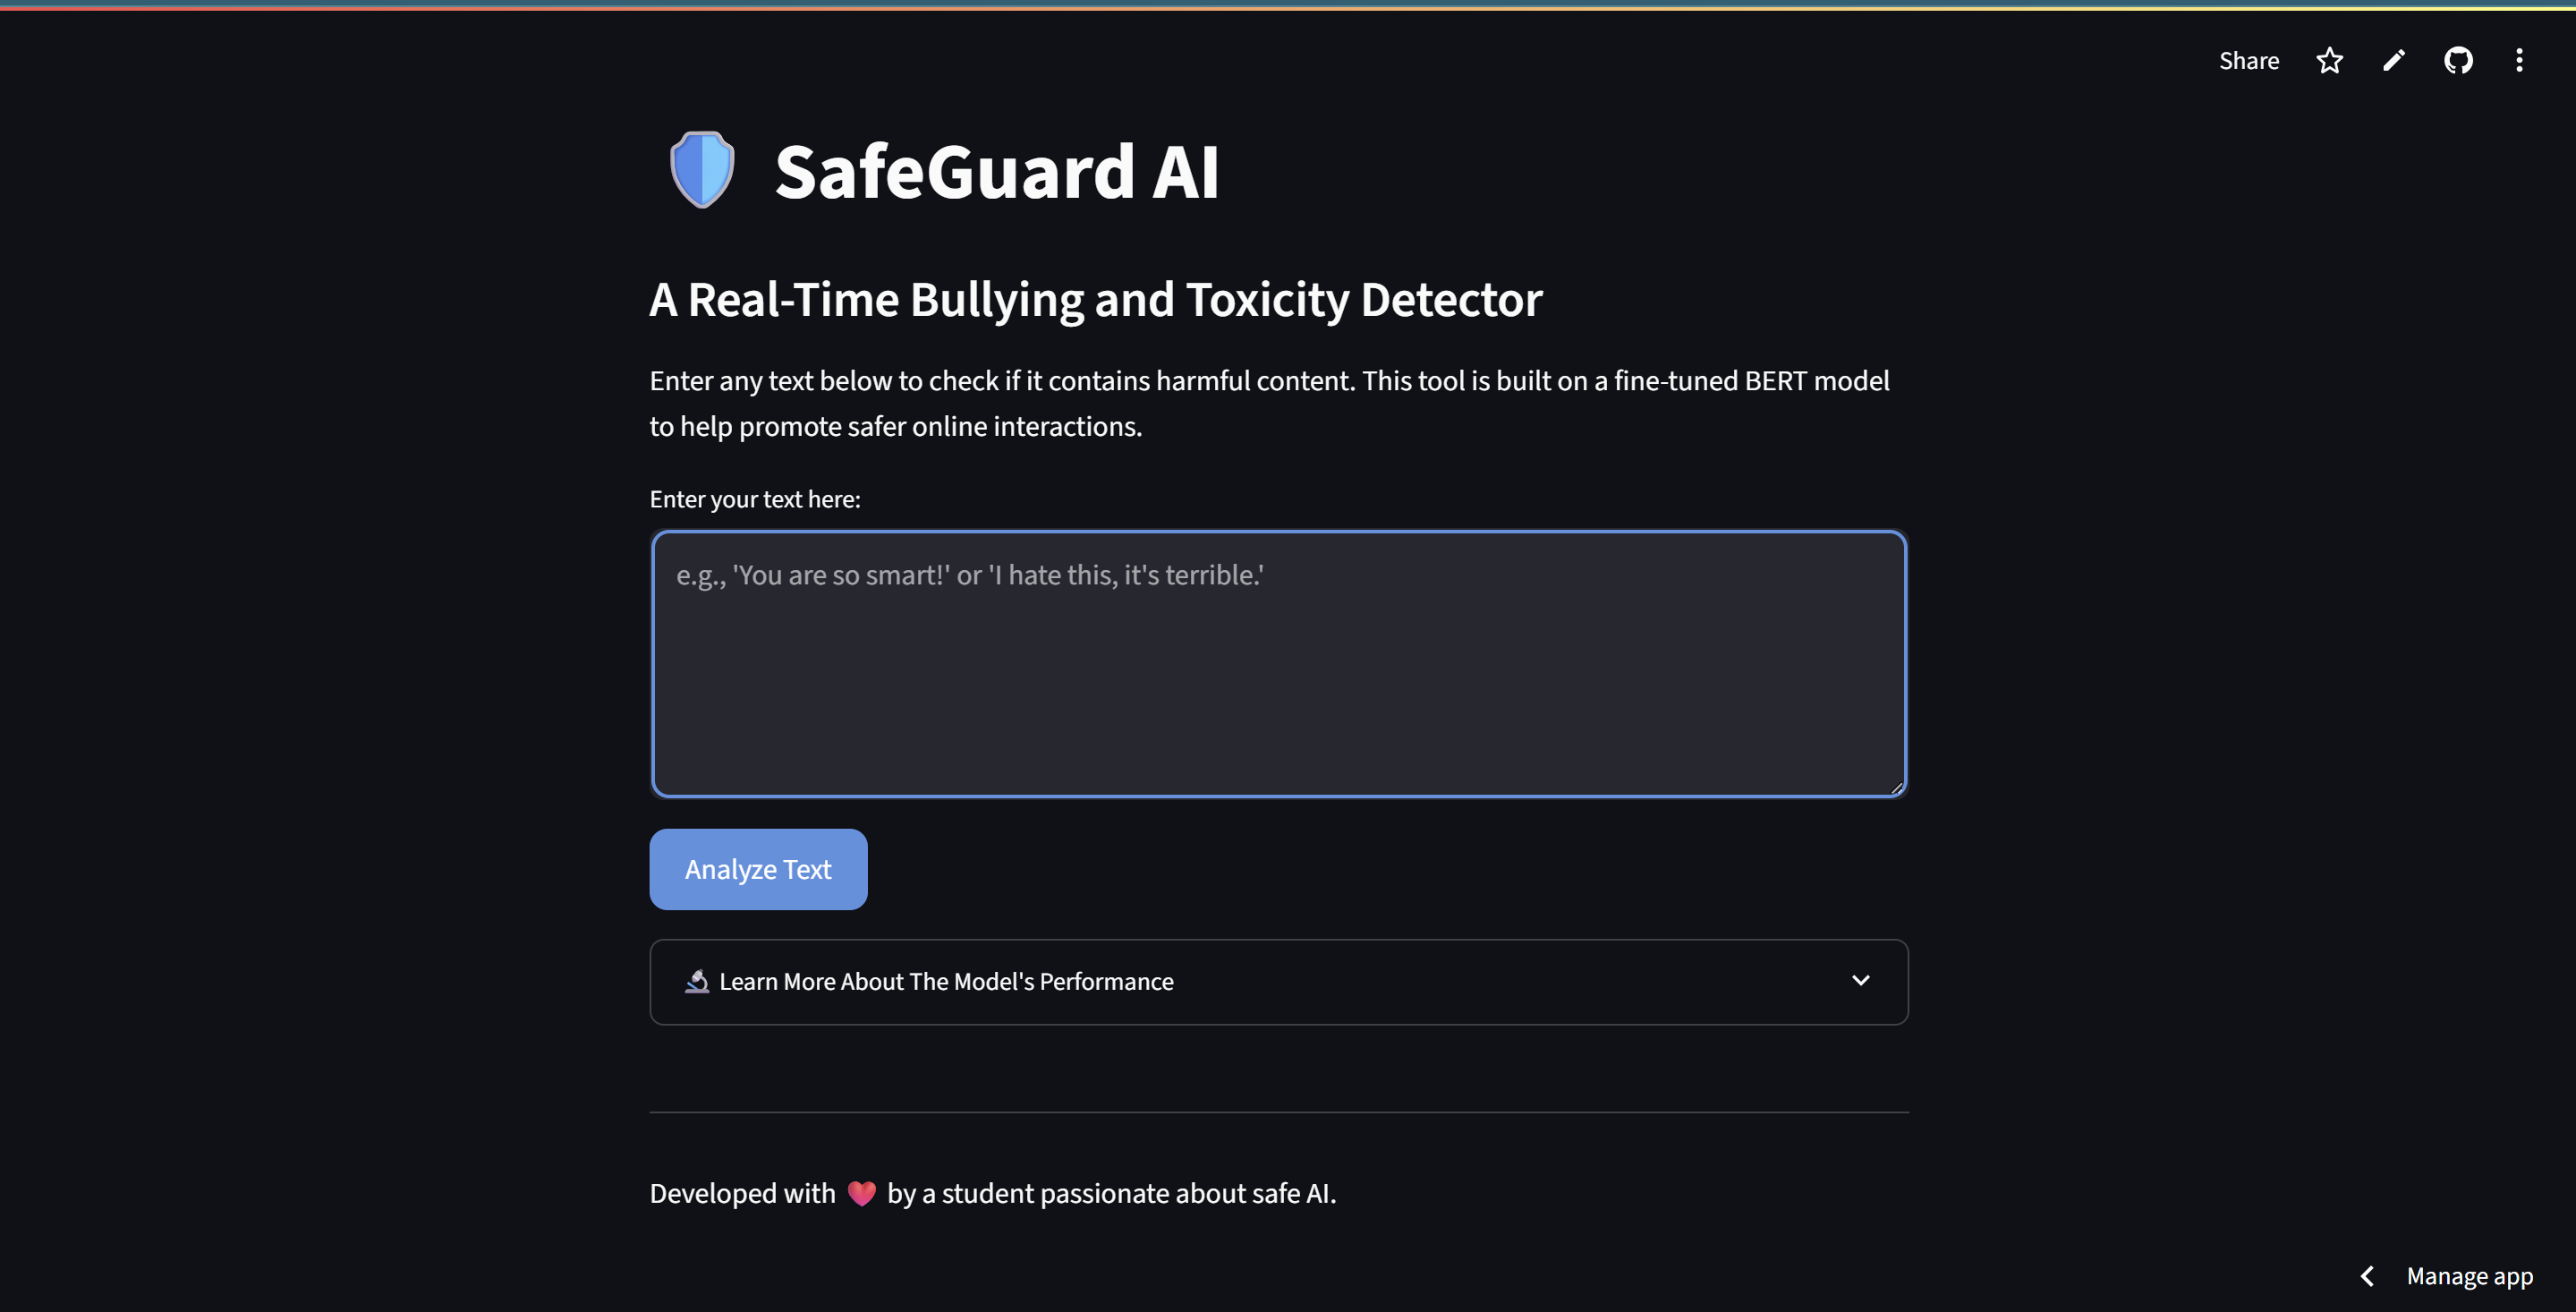 Share
SafeGuard AI
A Real-Time Bullying and Toxicity Detector
Enter any text below to check if it contains harmful content. This tool is built on a fine-tuned BERT model
to help promote safer online interactions.
Enter your text here:
e.g., 'You are so smart!' or 'I hate this, it's terrible.'
Analyze Text
Learn More About The Model's Performance
Developed with ❤️ by a student passionate about safe AI.
Manage app